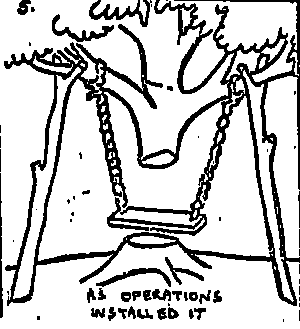 5.
AS OPERATIONS
INSTALLED IT